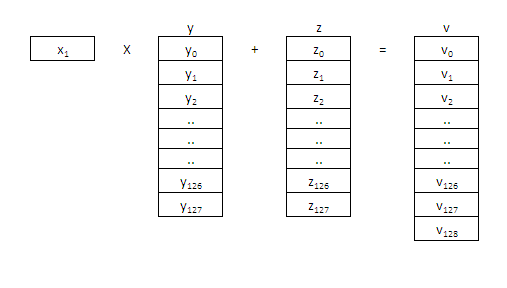 y z v
x₁ X y₀ + z₀ = v₀
y₁ z₁ v₁
y₂ z₂ v₂
.. .. ..
.. .. ..
.. .. ..
y₁₂₆ z₁₂₆ v₁₂₆
y₁₂₇ z₁₂₇ v₁₂₇
v₁₂₈